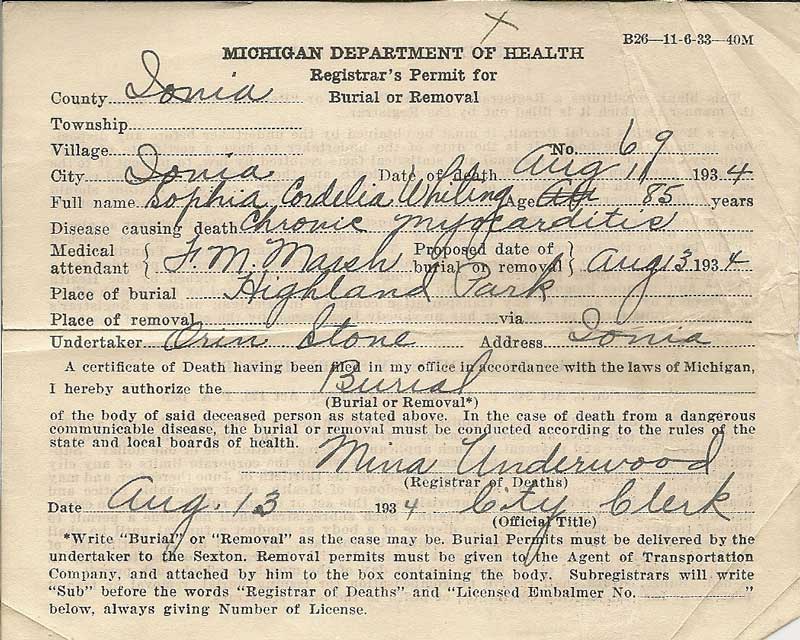 B26—11-6-33—40M
MICHIGAN DEPARTMENT OF HEALTH
Registrar's Permit for
Burial or Removal
County Ionia
Township
Village No. 69
City Ionia Date of death Aug 11 1934
Full name Sophia Cordelia Whiting Age 85 years
Disease causing death Chronic myocarditis
Medical attendant { F. M. Marsh Proposed date of burial or removal } Aug 13 1934
Place of burial Highland Park
Place of removal via
Undertaker Orin Stone Address Ionia
A certificate of Death having been filed in my office in accordance with the laws of Michigan,
I hereby authorize the Burial
(Burial or Removal*)
of the body of said deceased person as stated above. In the case of death from a dangerous
communicable disease, the burial or removal must be conducted according to the rules of the
state and local boards of health.
Mina Underwood
(Registrar of Deaths)
Date Aug. 13 1934 City Clerk
(Official Title)
*Write "Burial" or "Removal" as the case may be. Burial Permits must be delivered by the
undertaker to the Sexton. Removal permits must be given to the Agent of Transportation
Company, and attached by him to the box containing the body. Subregistrars will write
"Sub" before the words "Registrar of Deaths" and "Licensed Embalmer No. "
below, always giving Number of License.